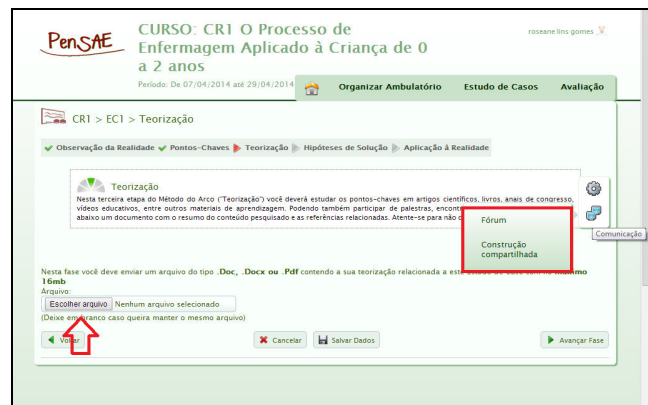 PenSAE
CURSO: CR1 O Processo de
Enfermagem Aplicado à
Criança de 0
a 2 anos
roseane lins gomes
Período: De 07/04/2014 até 29/04/2014
Organizar Ambulatório Estudo de Casos Avaliação
CR1 > EC1 > Teorização
Observação da Realidade Pontos-Chaves Teorização Hipóteses de Solução Aplicação à Realidade
Teorização
Nesta terceira etapa do Método do Arco ("Teorização") você deverá estudar os pontos-chaves em artigos científicos, livros, anais de congresso,
vídeos educativos, entre outros materiais de aprendizagem. Podendo também participar de palestras,
abaixo um documento com o resumo do conteúdo pesquisado e as referências relacionadas. Atente-se para não
Fórum
Construção
compartilhada
Comunicação
Nesta fase você deve enviar um arquivo do tipo .Doc, .Docx ou .Pdf contendo a sua teorização relacionada a
16mb
Arquivo:
Escolher arquivo Nenhum arquivo selecionado
(Deixe em branco caso queira manter o mesmo arquivo)
Voltar Cancelar Salvar Dados Avançar Fase